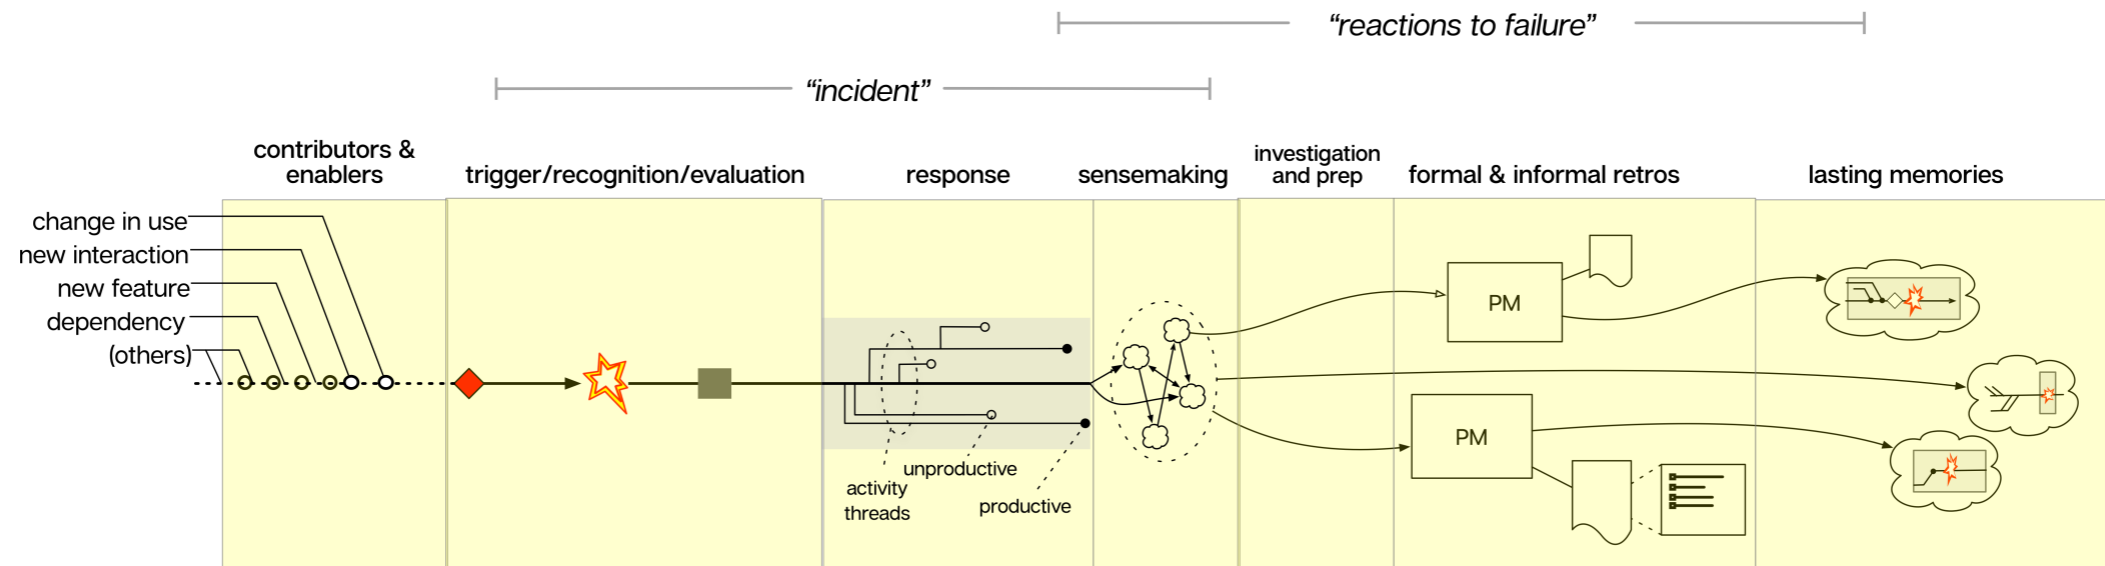 “reactions to failure”
“incident”
contributors &
enablers
trigger/recognition/evaluation
response
sensemaking
investigation
and prep
formal & informal retros
lasting memories
change in use
new interaction
new feature
dependency
(others)
PM
PM
unproductive
activity
threads
productive